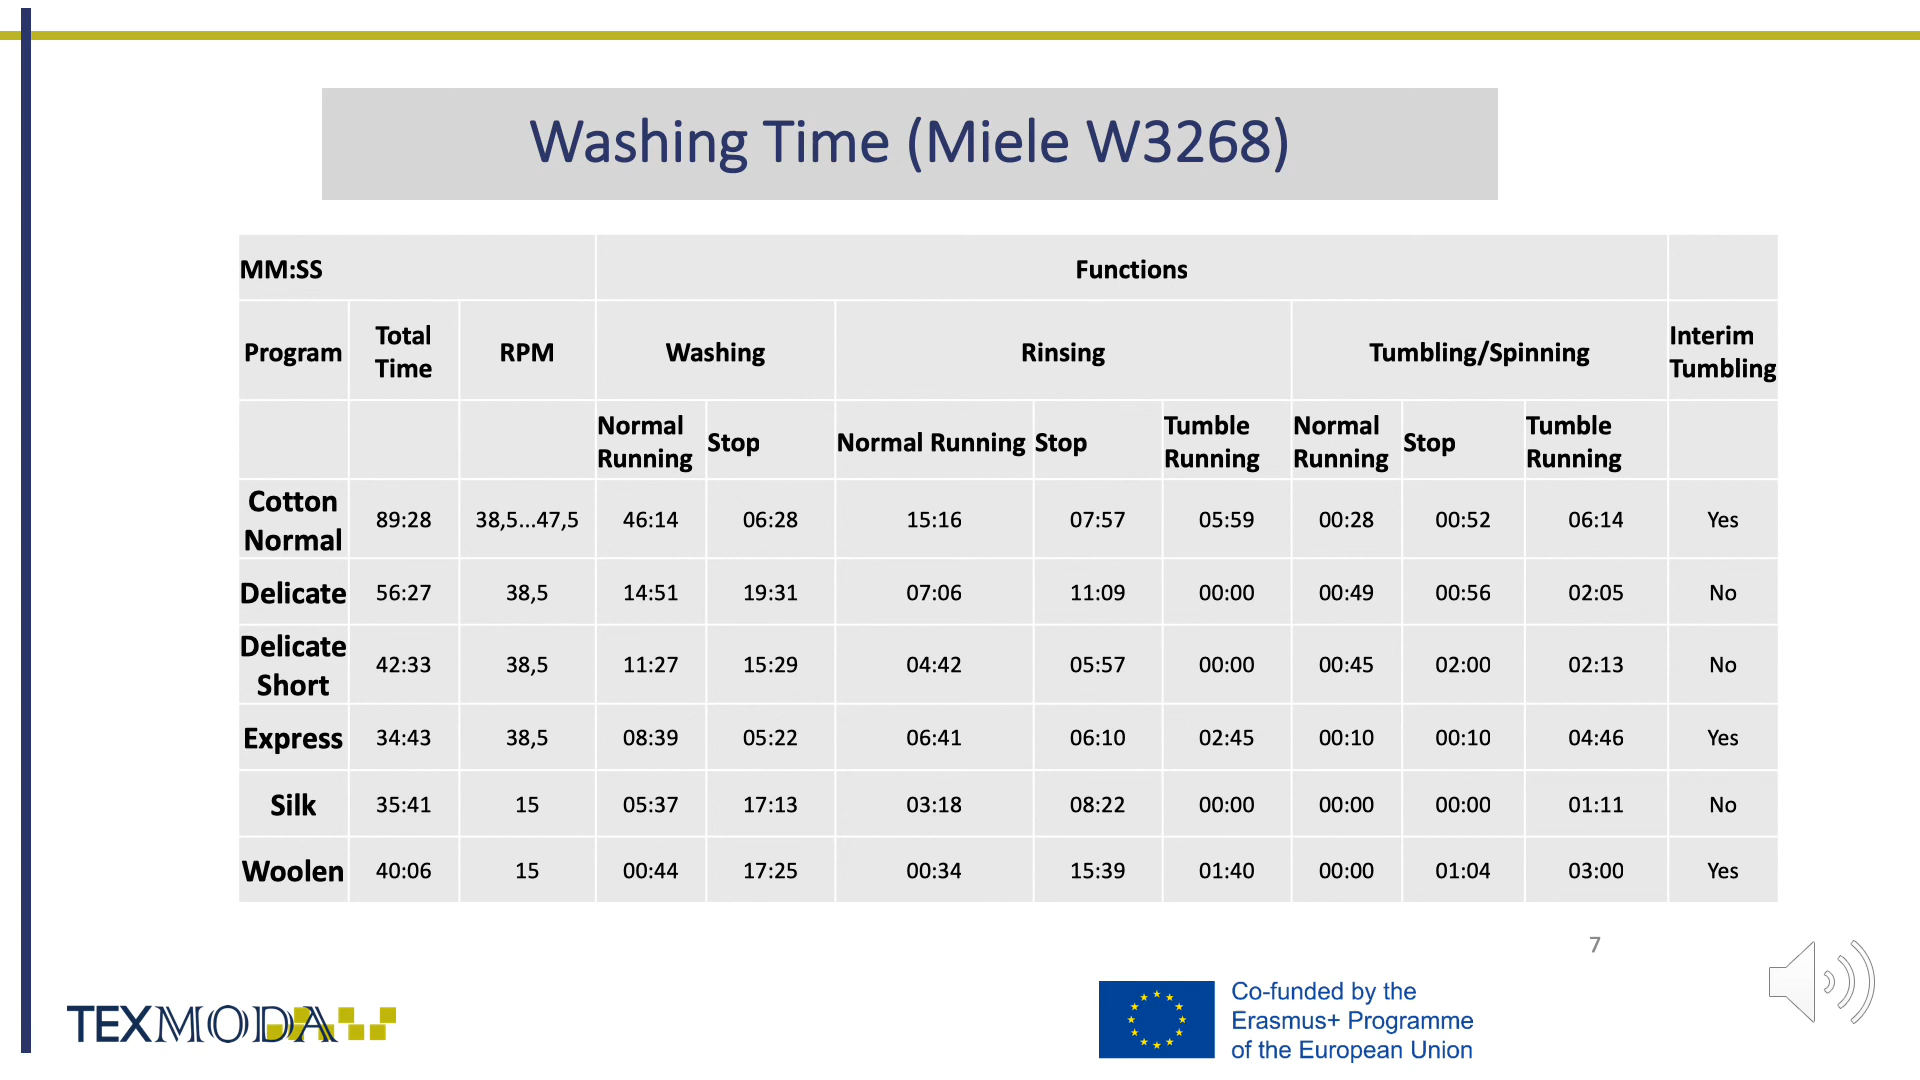 Washing Time (Miele W3268)
MM:SS Functions
Program Total Time RPM Washing Rinsing Tumbling/Spinning Interim Tumbling
Normal Running Stop Normal Running Stop Tumble Running Normal Running Stop Tumble Running
Cotton Normal 89:28 38,5...47,5 46:14 06:28 15:16 07:57 05:59 00:28 00:52 06:14 Yes
Delicate 56:27 38,5 14:51 19:31 07:06 11:09 00:00 00:49 00:56 02:05 No
Delicate Short 42:33 38,5 11:27 15:29 04:42 05:57 00:00 00:45 02:00 02:13 No
Express 34:43 38,5 08:39 05:22 06:41 06:10 02:45 00:10 00:10 04:46 Yes
Silk 35:41 15 05:37 17:13 03:18 08:22 00:00 00:00 00:00 01:11 No
Woolen 40:06 15 00:44 17:25 00:34 15:39 01:40 00:00 01:04 03:00 Yes
7
TEXMODA
Co-funded by the
Erasmus+ Programme
of the European Union